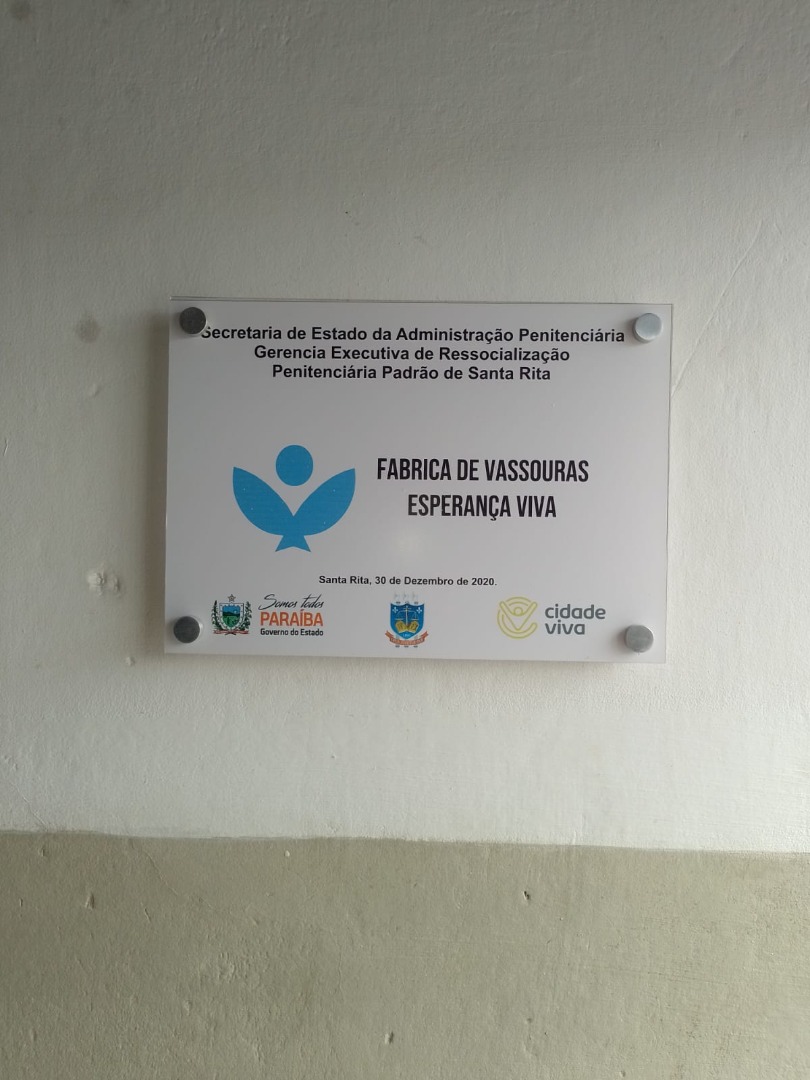 Secretaria de Estado da Administração Penitenciária
Gerencia Executiva de Ressocialização
Penitenciária Padrão de Santa Rita
FABRICA DE VASSOURAS
ESPERANÇA VIVA
Santa Rita, 30 de Dezembro de 2020.
Somos todos
PARAÍBA
Governo do Estado
cidade
viva